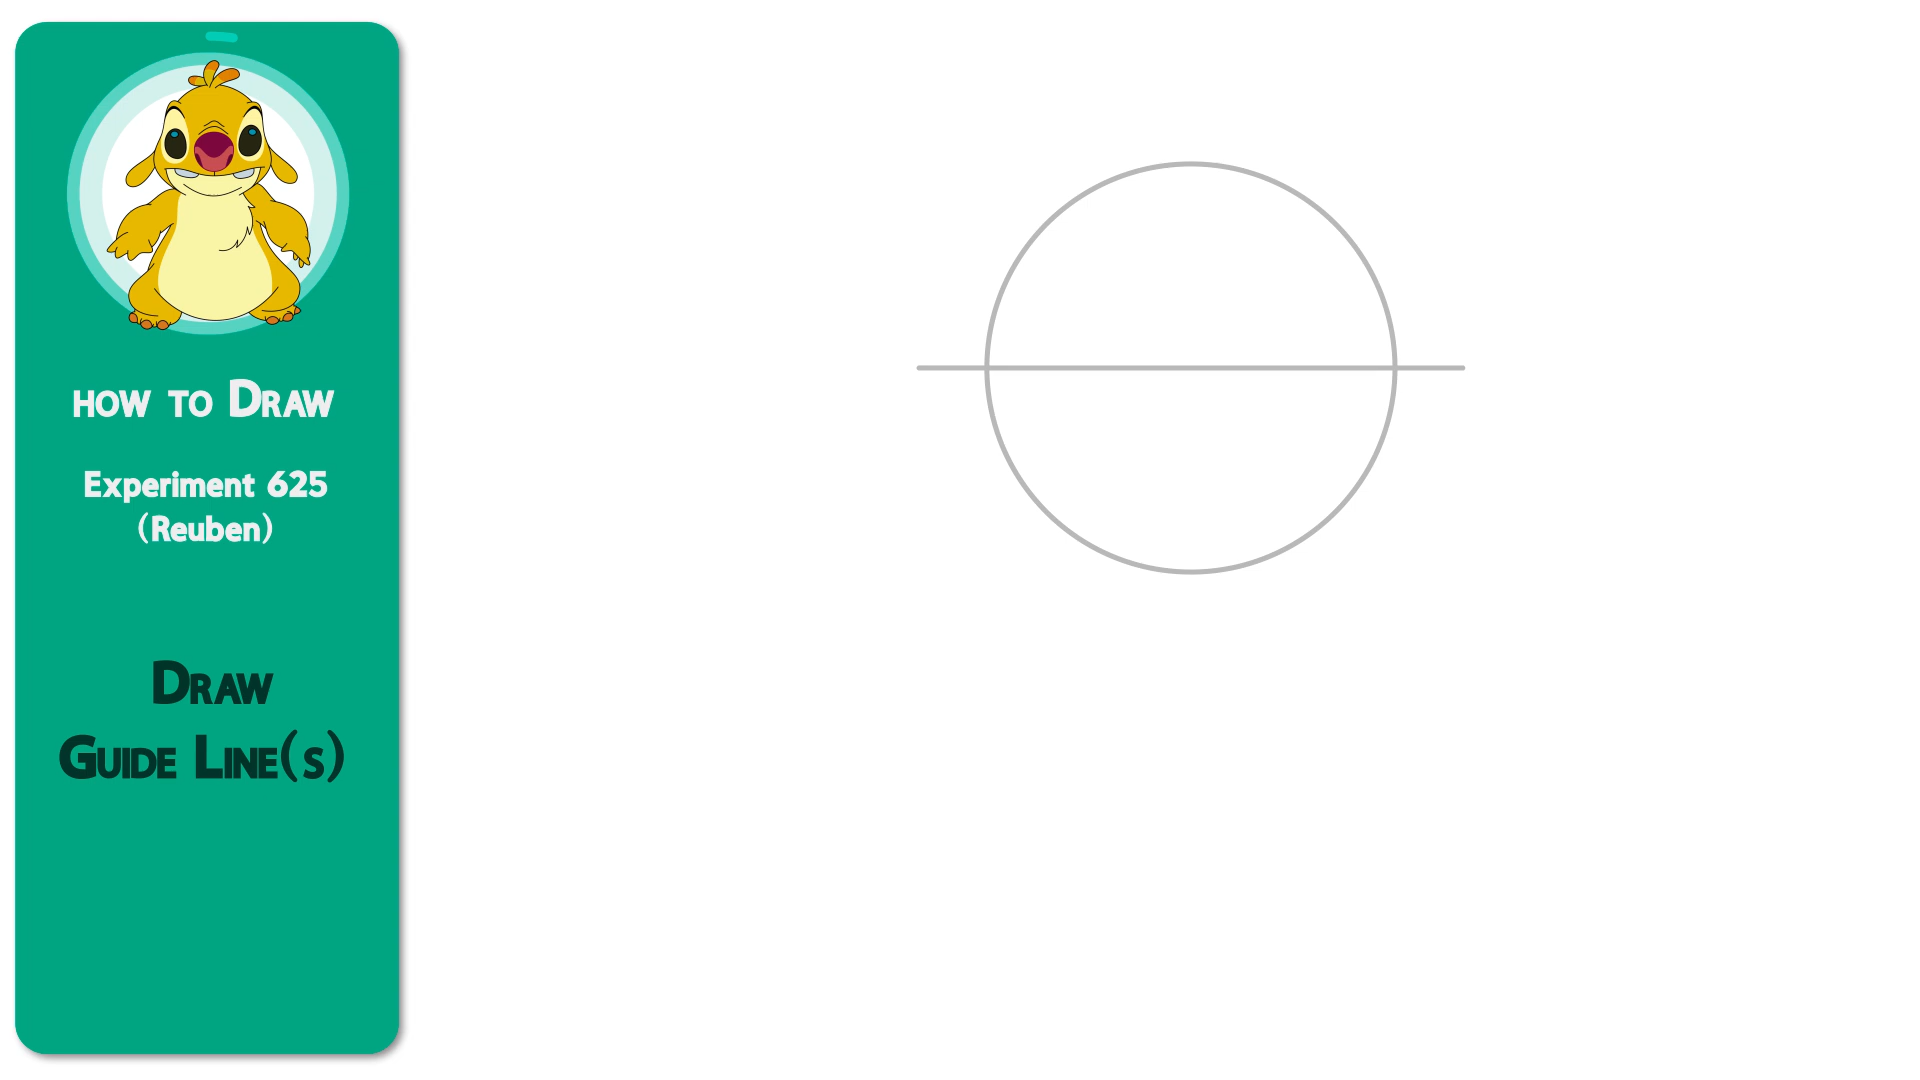 how to Draw
Experiment 625
(Reuben)
Draw
Guide Line(s)